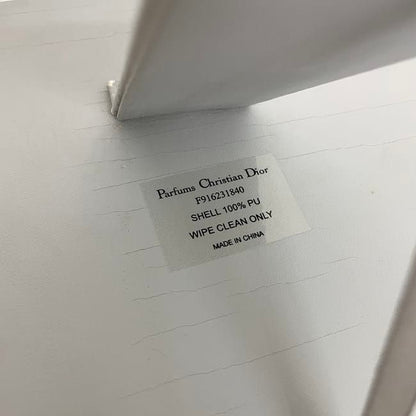 Parfums Christian Dior
F916231840
SHELL 100% PU
WIPE CLEAN ONLY
MADE IN CHINA